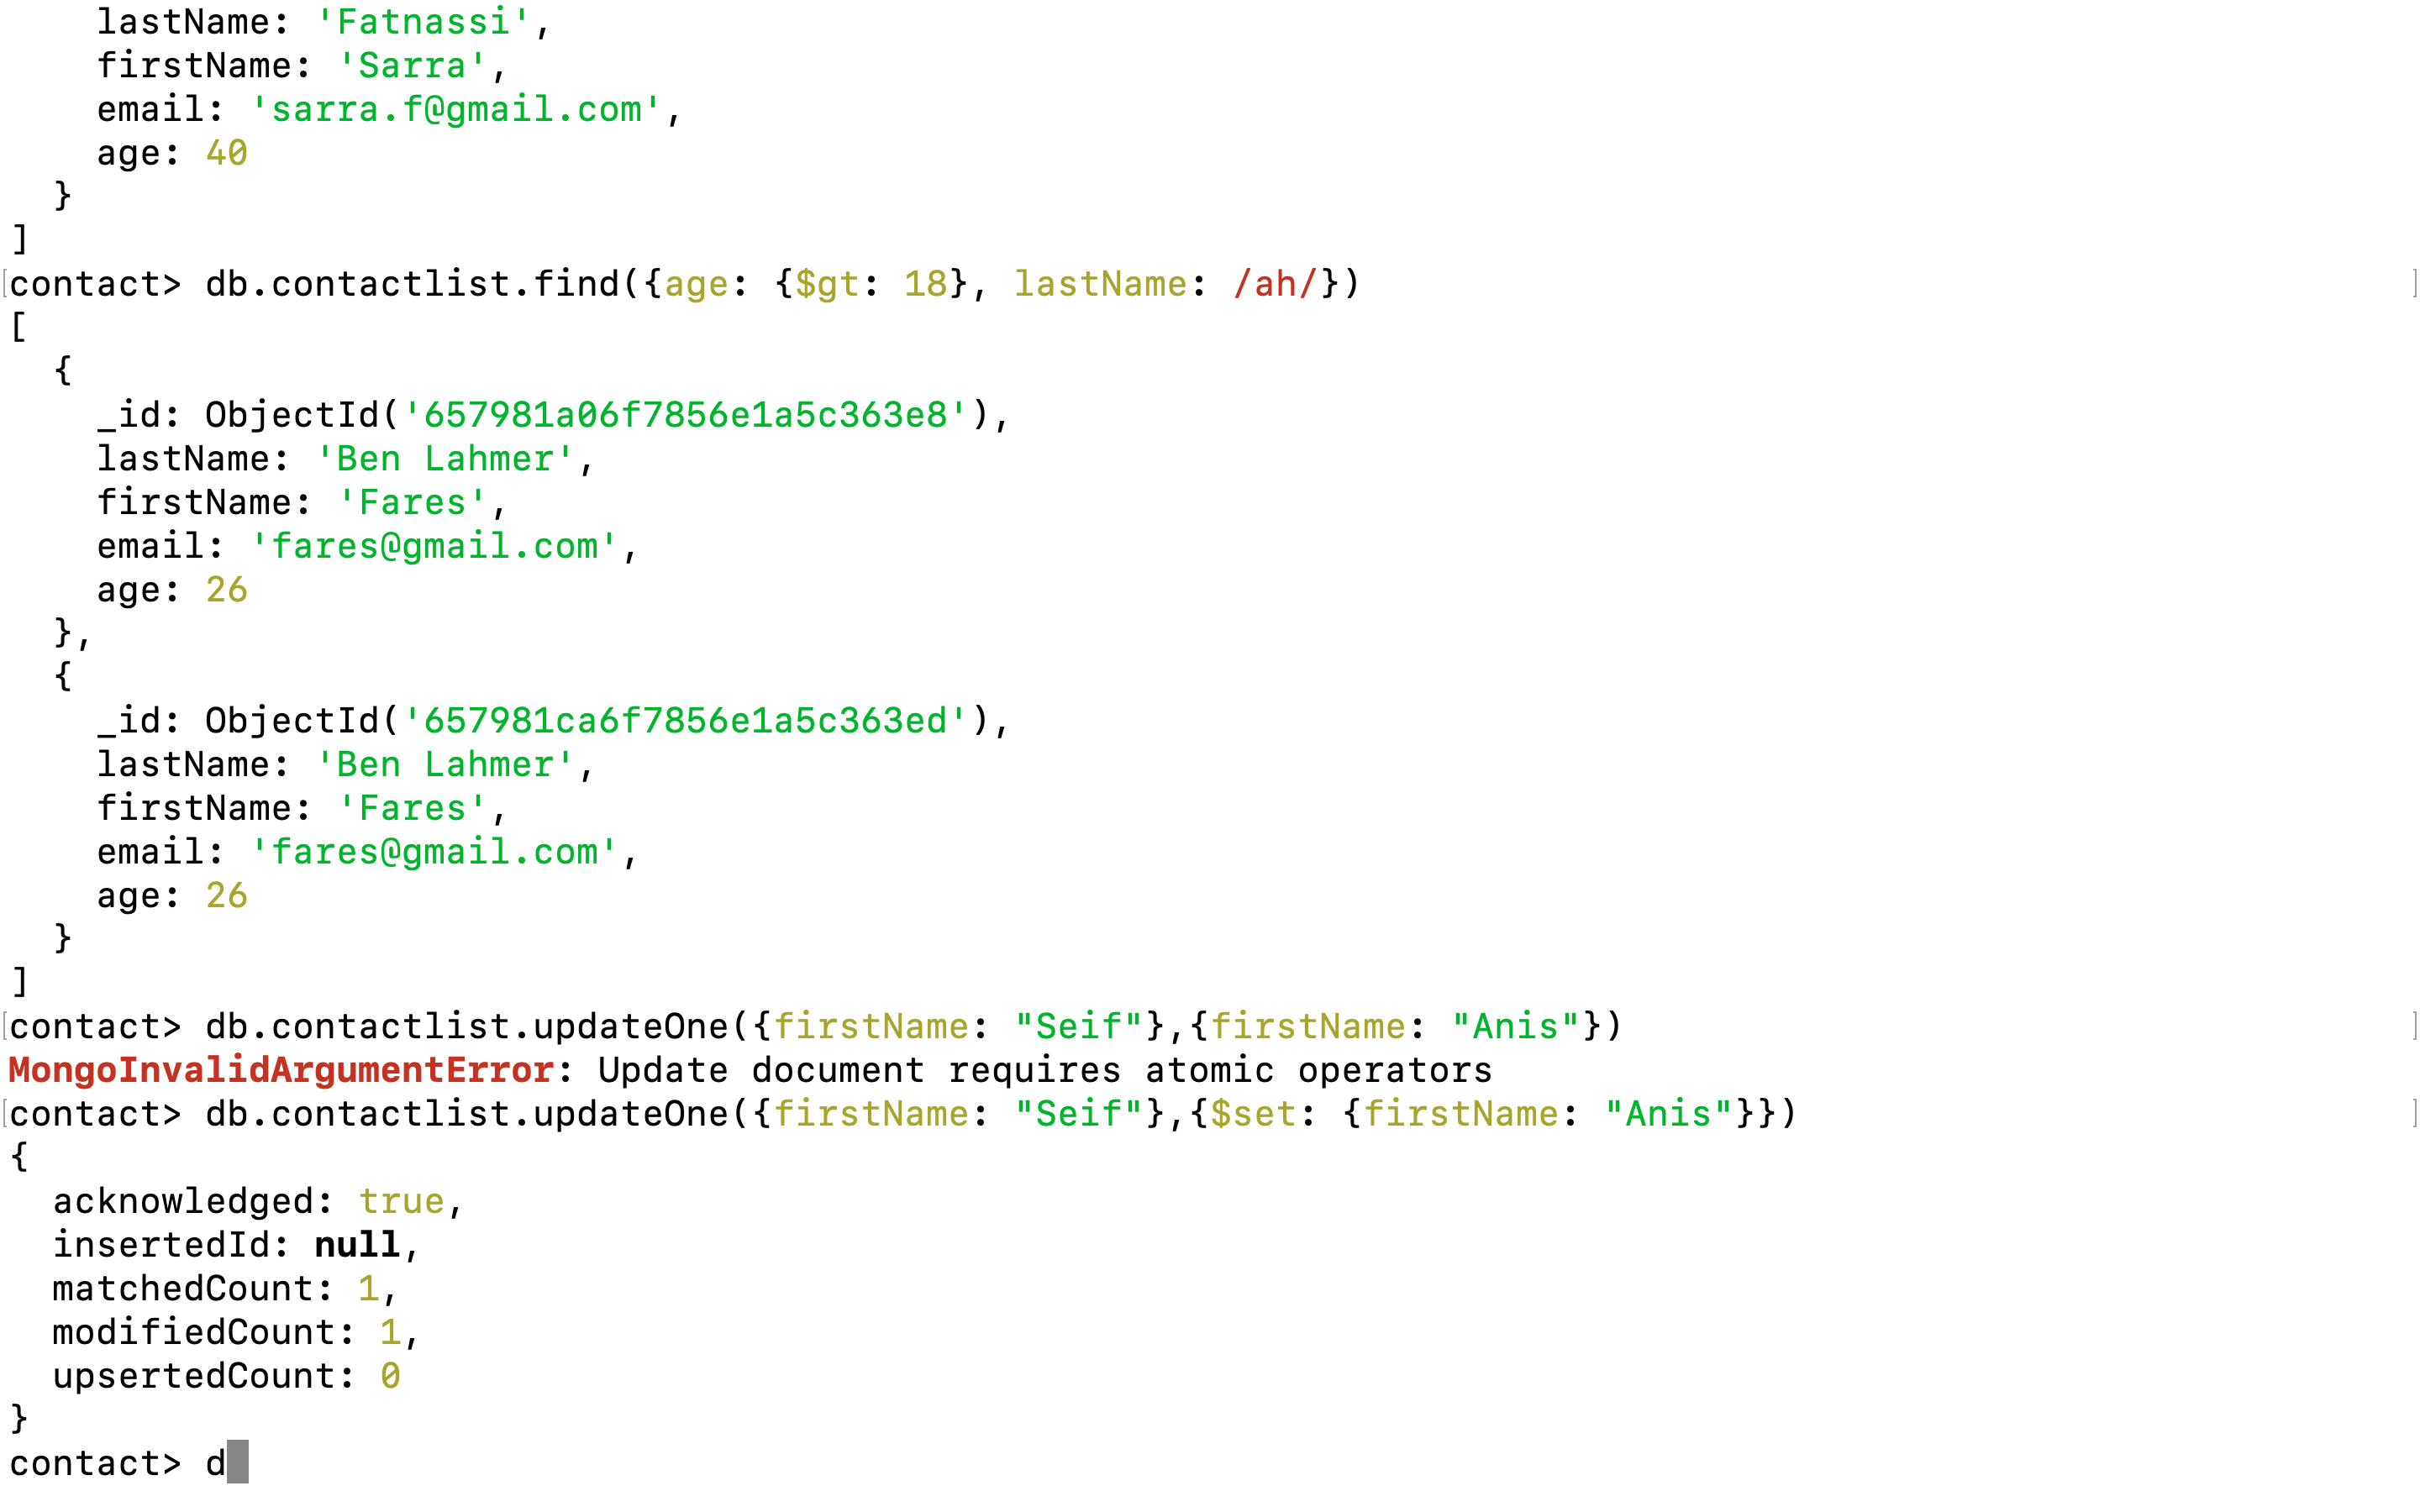 lastName: 'Fatnassi',
    firstName: 'Sarra',
    email: 'sarra.f@gmail.com',
    age: 40
  }
]
[contact> db.contactlist.find({age: {$gt: 18}, lastName: /ah/})                                                ]
[
  {
    _id: ObjectId('657981a06f7856e1a5c363e8'),
    lastName: 'Ben Lahmer',
    firstName: 'Fares',
    email: 'fares@gmail.com',
    age: 26
  },
  {
    _id: ObjectId('657981ca6f7856e1a5c363ed'),
    lastName: 'Ben Lahmer',
    firstName: 'Fares',
    email: 'fares@gmail.com',
    age: 26
  }
]
[contact> db.contactlist.updateOne({firstName: "Seif"},{firstName: "Anis"})                                    ]
MongoInvalidArgumentError: Update document requires atomic operators
[contact> db.contactlist.updateOne({firstName: "Seif"},{$set: {firstName: "Anis"}})                            ]
{
  acknowledged: true,
  insertedId: null,
  matchedCount: 1,
  modifiedCount: 1,
  upsertedCount: 0
}
contact> d